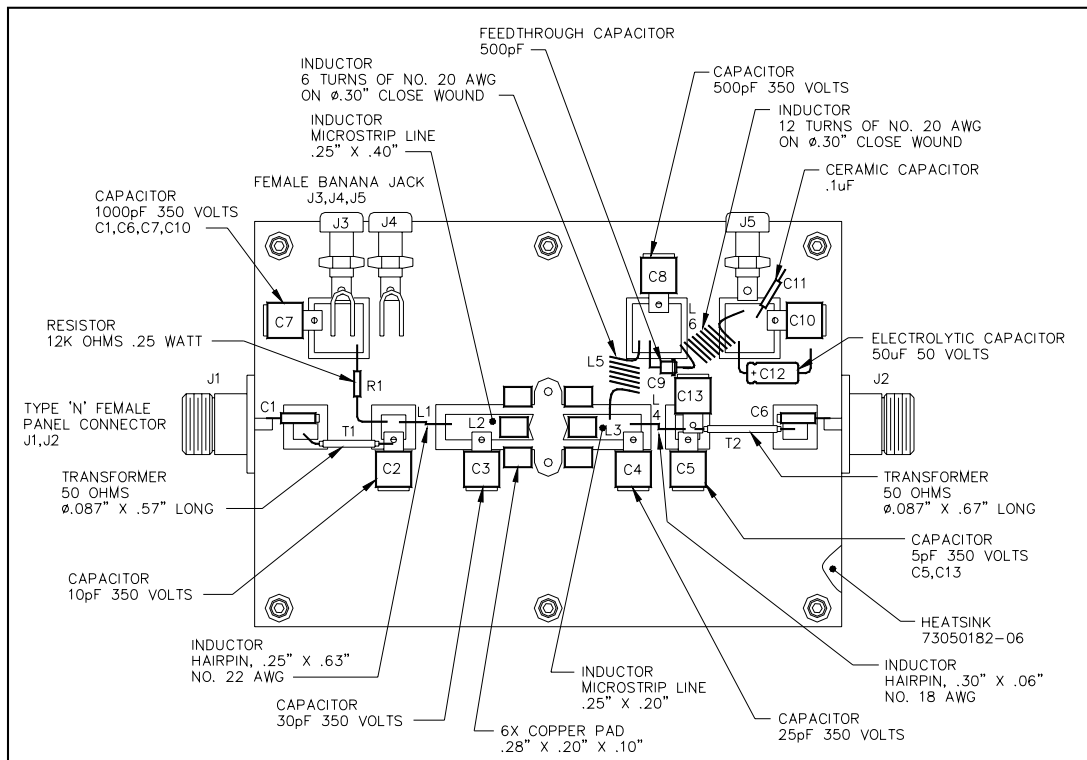 FEEDTHROUGH CAPACITOR
500pF
INDUCTOR
6 TURNS OF NO. 20 AWG
ON ø.30" CLOSE WOUND
CAPACITOR
500pF 350 VOLTS
INDUCTOR
12 TURNS OF NO. 20 AWG
ON ø.30" CLOSE WOUND
INDUCTOR
MICROSTRIP LINE
.25" X .40"
CERAMIC CAPACITOR
.1uF
FEMALE BANANA JACK
J3,J4,J5
CAPACITOR
1000pF 350 VOLTS
C1,C6,C7,C10
J3
J4
J5
C8
C11
C7
L
6
C10
RESISTOR
12K OHMS .25 WATT
ELECTROLYTIC CAPACITOR
50uF 50 VOLTS
L5
C9
+C12
J1
R1
C13
J2
TYPE 'N' FEMALE
PANEL CONNECTOR
J1,J2
C1
L1
L2
L3
L
4
C6
T1
T2
C2
C3
C4
C5
TRANSFORMER
50 OHMS
ø.087" X .57" LONG
TRANSFORMER
50 OHMS
ø.087" X .67" LONG
CAPACITOR
10pF 350 VOLTS
CAPACITOR
5pF 350 VOLTS
C5,C13
HEATSINK
73050182-06
INDUCTOR
HAIRPIN, .25" X .63"
NO. 22 AWG
INDUCTOR
MICROSTRIP LINE
.25" X .20"
INDUCTOR
HAIRPIN, .30" X .06"
NO. 18 AWG
CAPACITOR
30pF 350 VOLTS
6X COPPER PAD
.28" X .20" X .10"
CAPACITOR
25pF 350 VOLTS